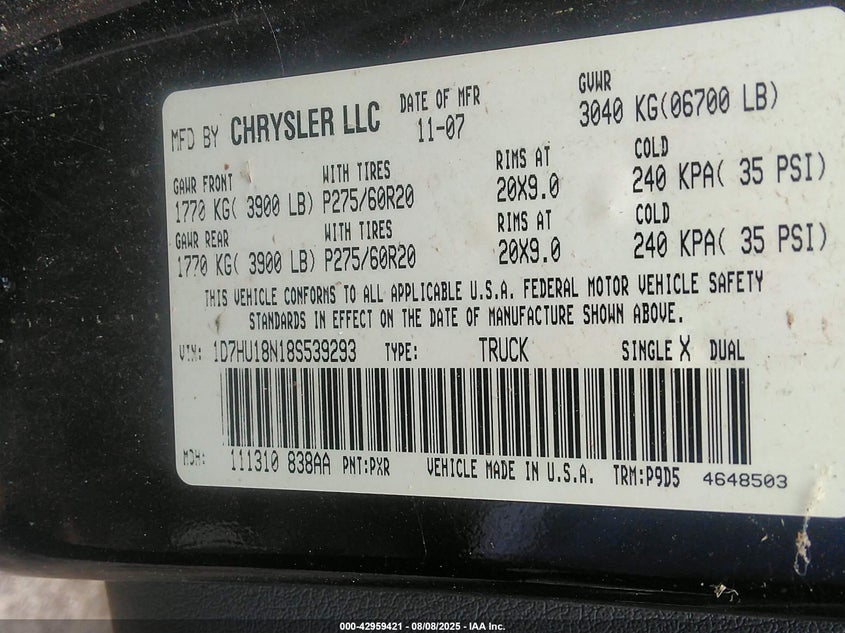 MFD BY CHRYSLER LLC DATE OF MFR GVWR
11-07 3040 KG(06700 LB)
GAWR FRONT WITH TIRES RIMS AT COLD
1770 KG( 3900 LB) P275/60R20 20X9.0 240 KPA( 35 PSI)
GAWR REAR WITH TIRES RIMS AT COLD
1770 KG( 3900 LB) P275/60R20 20X9.0 240 KPA( 35 PSI)
THIS VEHICLE CONFORMS TO ALL APPLICABLE U.S.A. FEDERAL MOTOR VEHICLE SAFETY
STANDARDS IN EFFECT ON THE DATE OF MANUFACTURE SHOWN ABOVE.
VIN: 1D7HU18N18S539293 TYPE: TRUCK SINGLE X DUAL
MDH: 111310 838AA PNT:PXR VEHICLE MADE IN U.S.A. TRM:P9D5 4648503
000-42959421 - 08/08/2025 - IAA Inc.